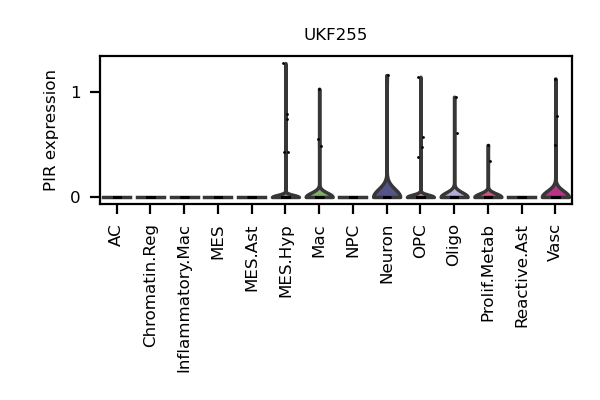 UKF255
PIR expression
1
0
AC
Chromatin.Reg
Inflammatory.Mac
MES
MES.Ast
MES.Hyp
Mac
NPC
Neuron
OPC
Oligo
Prolif.Metab
Reactive.Ast
Vasc